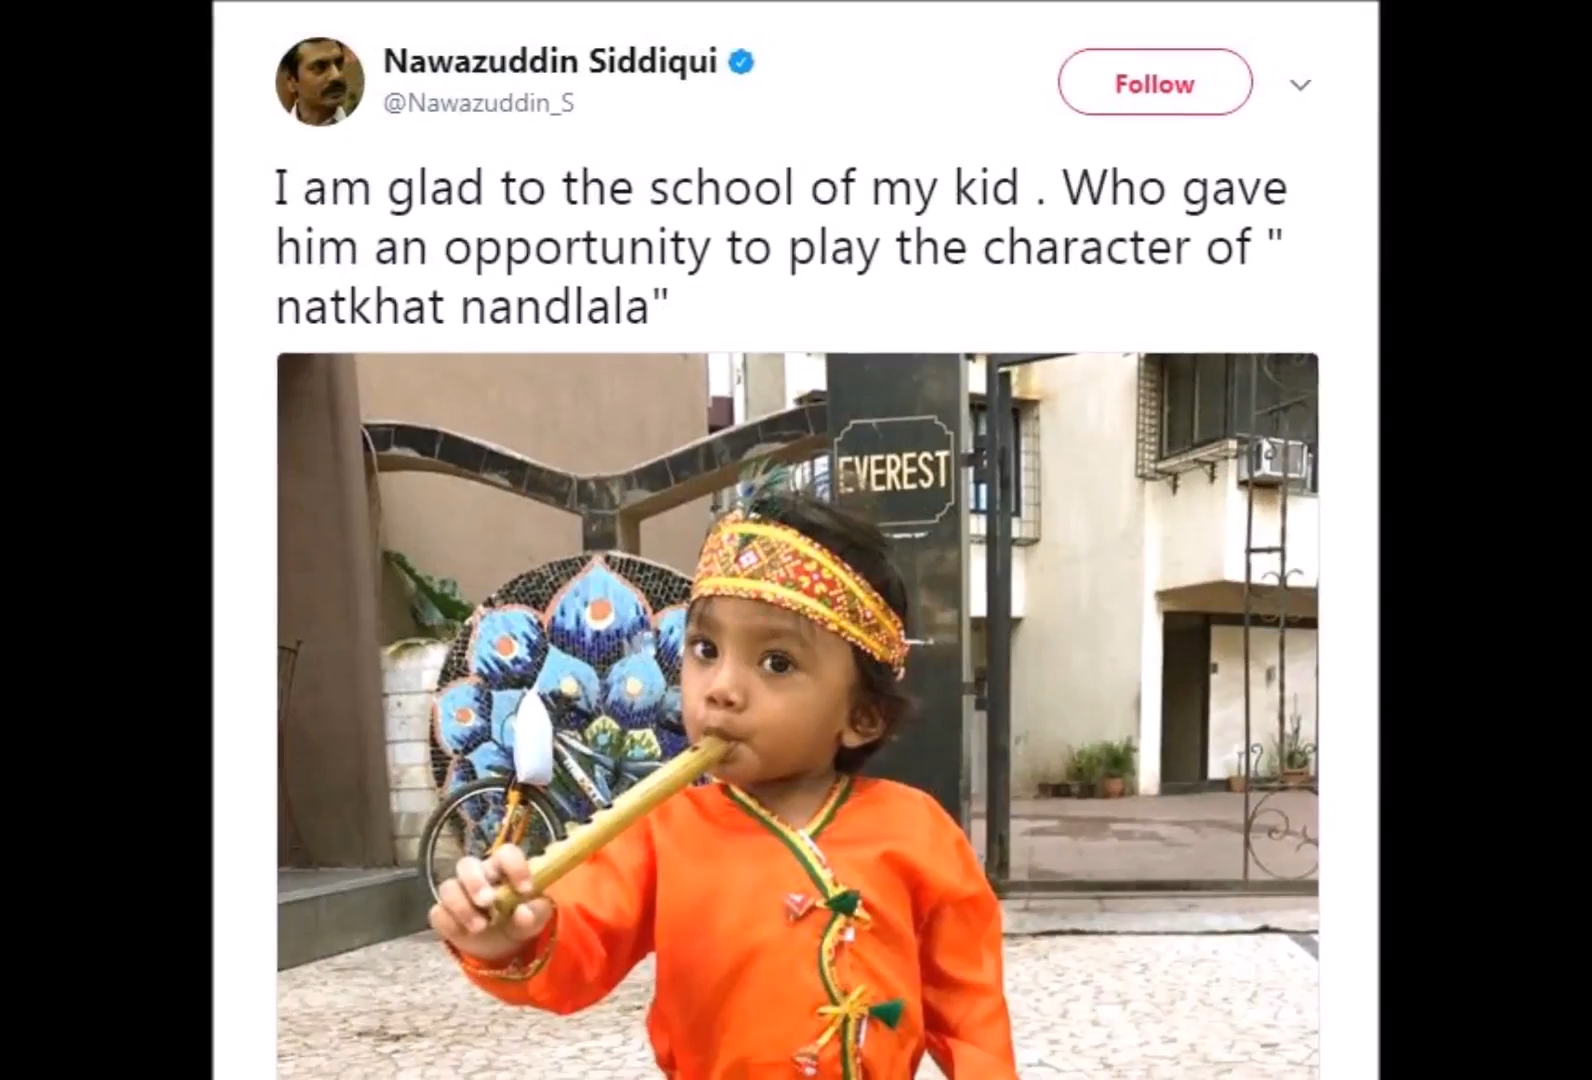 Nawazuddin Siddiqui
@Nawazuddin_S
Follow
I am glad to the school of my kid . Who gave
him an opportunity to play the character of "
natkhat nandlala"
EVEREST